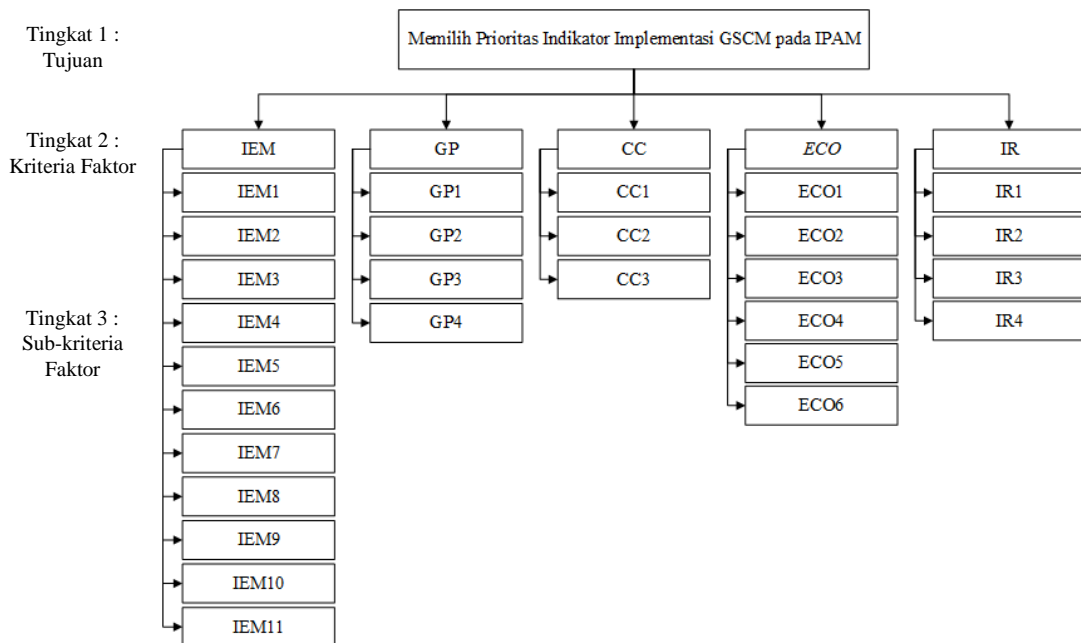 Tingkat 1 :
Tujuan
Memilih Prioritas Indikator Implementasi GSCM pada IPAM
Tingkat 2 :
Kriteria Faktor
IEM
GP
CC
ECO
IR
Tingkat 3 :
Sub-kriteria
Faktor
IEM1
IEM2
IEM3
IEM4
IEM5
IEM6
IEM7
IEM8
IEM9
IEM10
IEM11
GP1
GP2
GP3
GP4
CC1
CC2
CC3
ECO1
ECO2
ECO3
ECO4
ECO5
ECO6
IR1
IR2
IR3
IR4